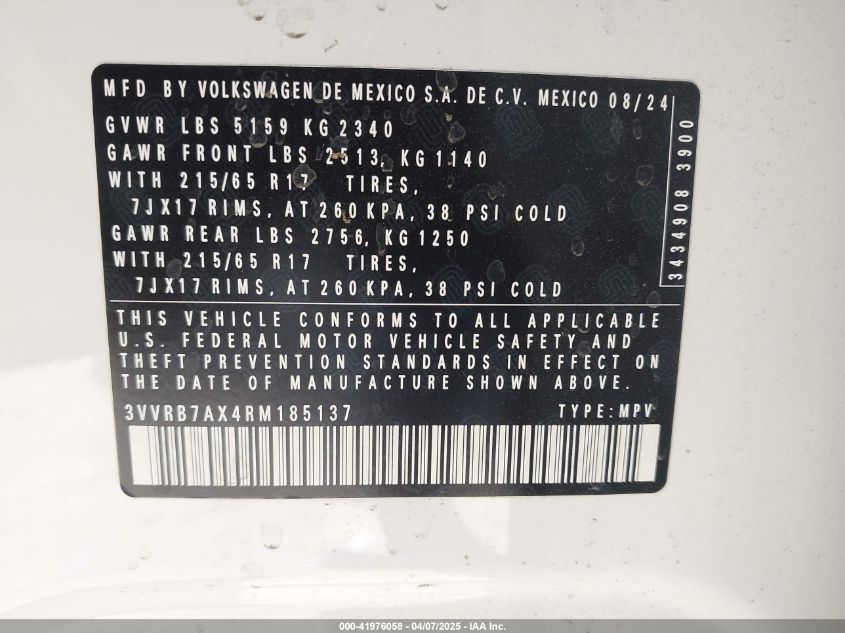 MFD BY VOLKSWAGEN DE MEXICO S.A. DE C.V. MEXICO 08/24
GVWR LBS 5159 KG 2340
GAWR FRONT LBS 2513, KG 1140
WITH 215/65 R17 TIRES,
7JX17 RIMS, AT 260 KPA, 38 PSI COLD
GAWR REAR LBS 2756, KG 1250
WITH 215/65 R17 TIRES,
7JX17 RIMS, AT 260 KPA, 38 PSI COLD
3434908 3900
THIS VEHICLE CONFORMS TO ALL APPLICABLE
U.S. FEDERAL MOTOR VEHICLE SAFETY AND
THEFT PREVENTION STANDARDS IN EFFECT ON
THE DATE OF MANUFACTURE SHOWN ABOVE.
3VVRB7AX4RM185137 TYPE: MPV
000-41976058 - 04/07/2025 - IAA Inc.